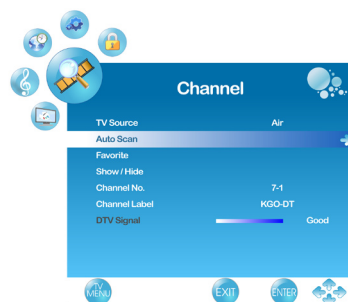 Channel
TV Source Air
Auto Scan
Favorite
Show / Hide
Channel No. 7-1
Channel Label KGO-DT
DTV Signal Good
TV
MENU
EXIT
ENTER